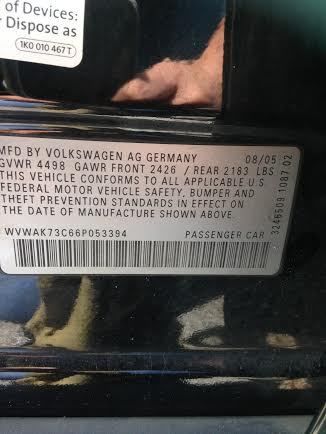 of Devices:
Dispose as
1K0 010 467 T
MFD BY VOLKSWAGEN AG GERMANY 08/05
GVWR 4498 GAWR FRONT 2426 / REAR 2183 LBS
THIS VEHICLE CONFORMS TO ALL APPLICABLE U S
FEDERAL MOTOR VEHICLE SAFETY, BUMPER AND
THEFT PREVENTION STANDARDS IN EFFECT ON
THE DATE OF MANUFACTURE SHOWN ABOVE.
WVWAK73C66P053394 PASSENGER CAR
3246509 1087 02